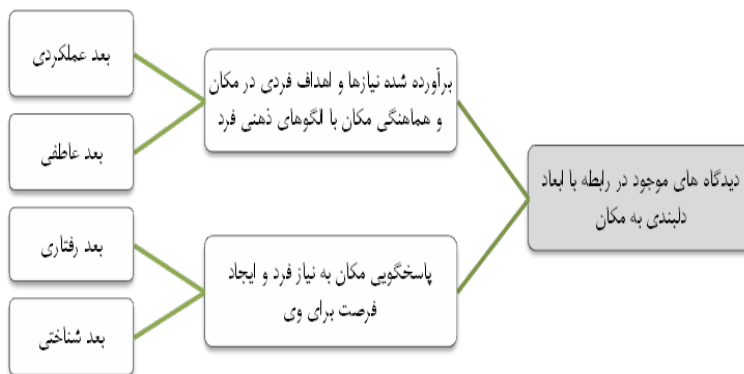 دیدگاه های موجود در رابطه با ابعاد
دلبندی به مکان
برآورده شده نیازها و اهداف فردی در مکان
و هماهنگی مکان با الگوهای ذهنی فرد
بعد عملکردی
بعد عاطفی
پاسخگویی مکان به نیاز فرد و ایجاد
فرصت برای وی
بعد رفتاری
بعد شناختی